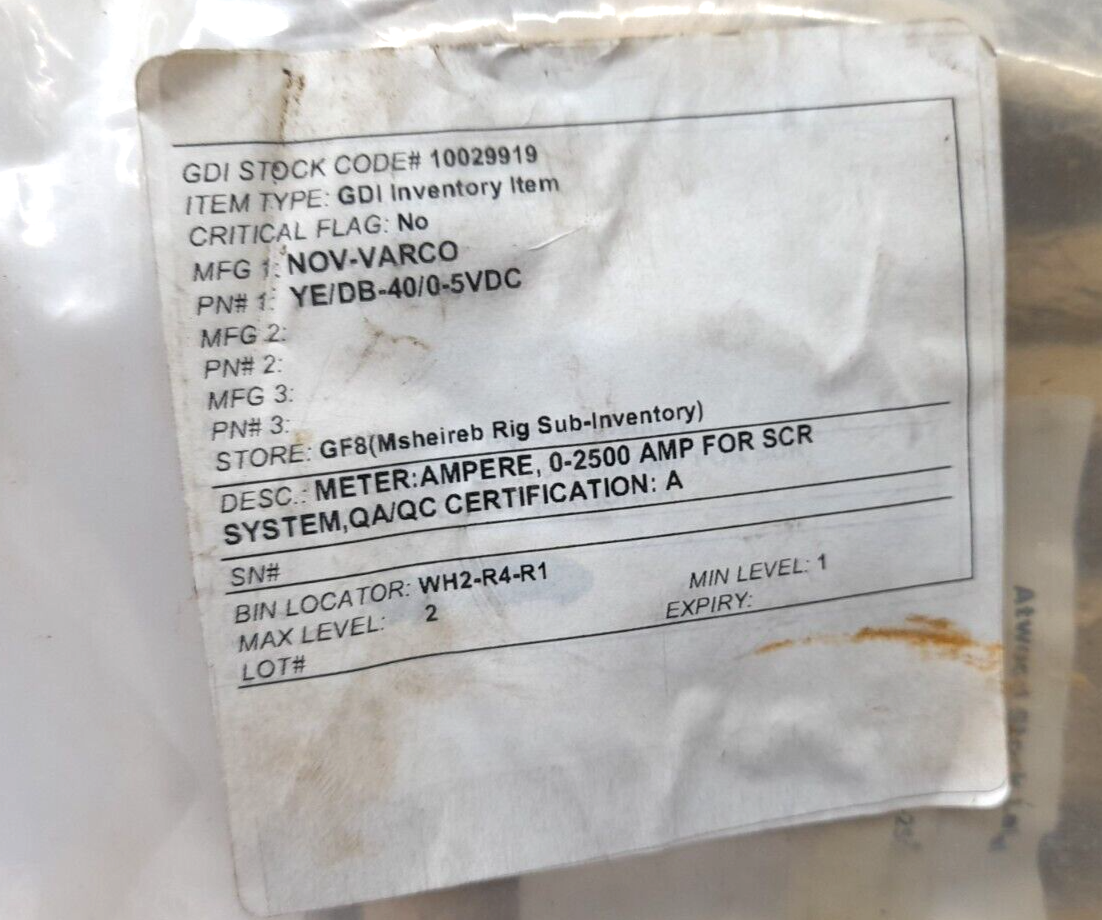 GDI STOCK CODE# 10029919
ITEM TYPE: GDI Inventory Item
CRITICAL FLAG: No
MFG 1: NOV-VARCO
PN# 1: YE/DB-40/0-5VDC
MFG 2:
PN# 2:
MFG 3:
PN# 3:
STORE: GF8(Msheireb Rig Sub-Inventory)
DESC.: METER:AMPERE, 0-2500 AMP FOR SCR
SYSTEM,QA/QC CERTIFICATION: A
SN#
BIN LOCATOR: WH2-R4-R1 MIN LEVEL: 1
MAX LEVEL: 2 EXPIRY:
LOT#